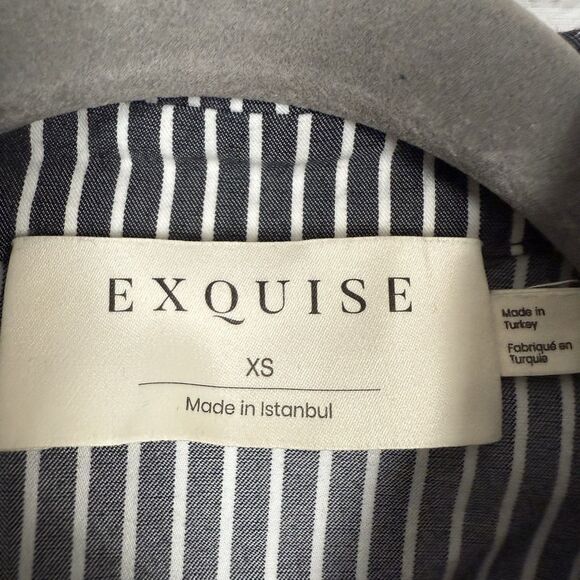 EXQUISE
XS
Made in Istanbul
Made in
Turkey
Fabriqué en
Turquie